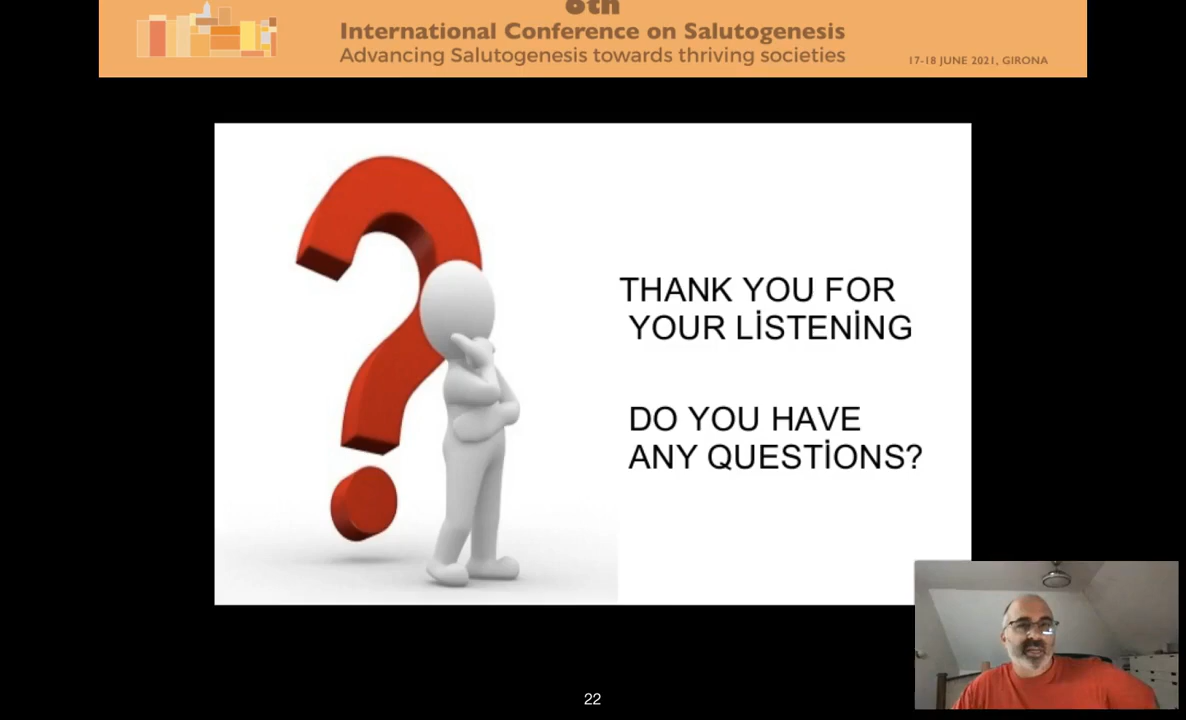 6th
International Conference on Salutogenesis
Advancing Salutogenesis towards thriving societies
17-18 JUNE 2021, GIRONA
THANK YOU FOR
YOUR LİSTENİNG
DO YOU HAVE
ANY QUESTİONS?
22